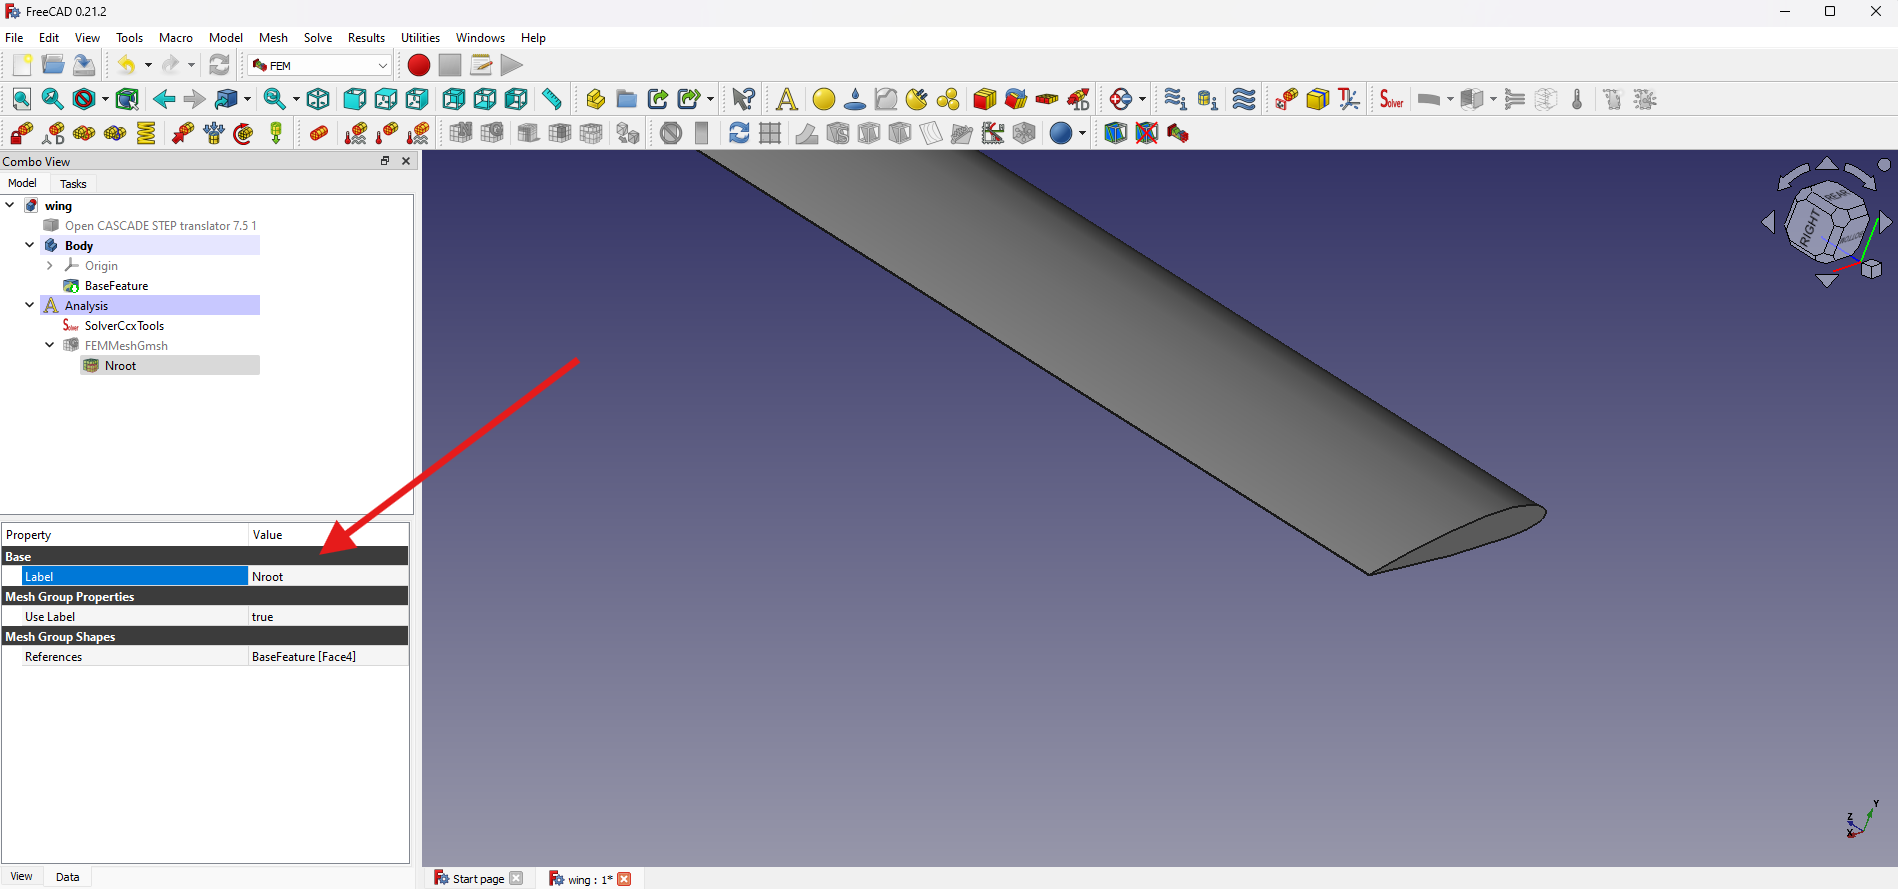 FreeCAD 0.21.2
File Edit View Tools Macro Model Mesh Solve Results Utilities Windows Help
FEM
Solver
Combo View
Model Tasks
wing
Open CASCADE STEP translator 7.5 1
Body
Origin
BaseFeature
Analysis
SolverCcxTools
FEMMeshGmsh
Nroot
Property Value
Base
Label Nroot
Mesh Group Properties
Use Label true
Mesh Group Shapes
References BaseFeature [Face4]
View Data
REAR
RIGHT
Y
Z
X
Start page wing : 1*